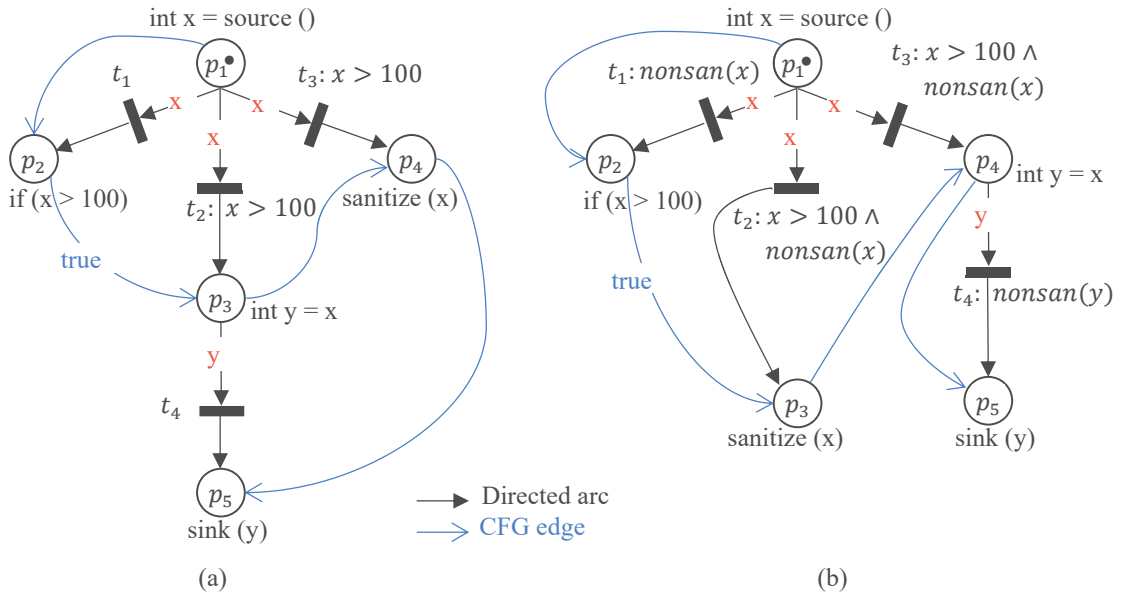 int x = source ()
p₁
t₁
x
x
x
t₃: x > 100
p₂
if (x > 100)
p₄
sanitize (x)
t₂: x > 100
true
p₃
int y = x
y
t₄
p₅
sink (y)
(a)
int x = source ()
p₁
t₁: nonsan(x)
x
x
x
t₃: x > 100 ∧
nonsan(x)
p₂
if (x > 100)
p₄
int y = x
t₂: x > 100 ∧
nonsan(x)
y
true
t₄: nonsan(y)
p₃
sanitize (x)
p₅
sink (y)
(b)
Directed arc
CFG edge